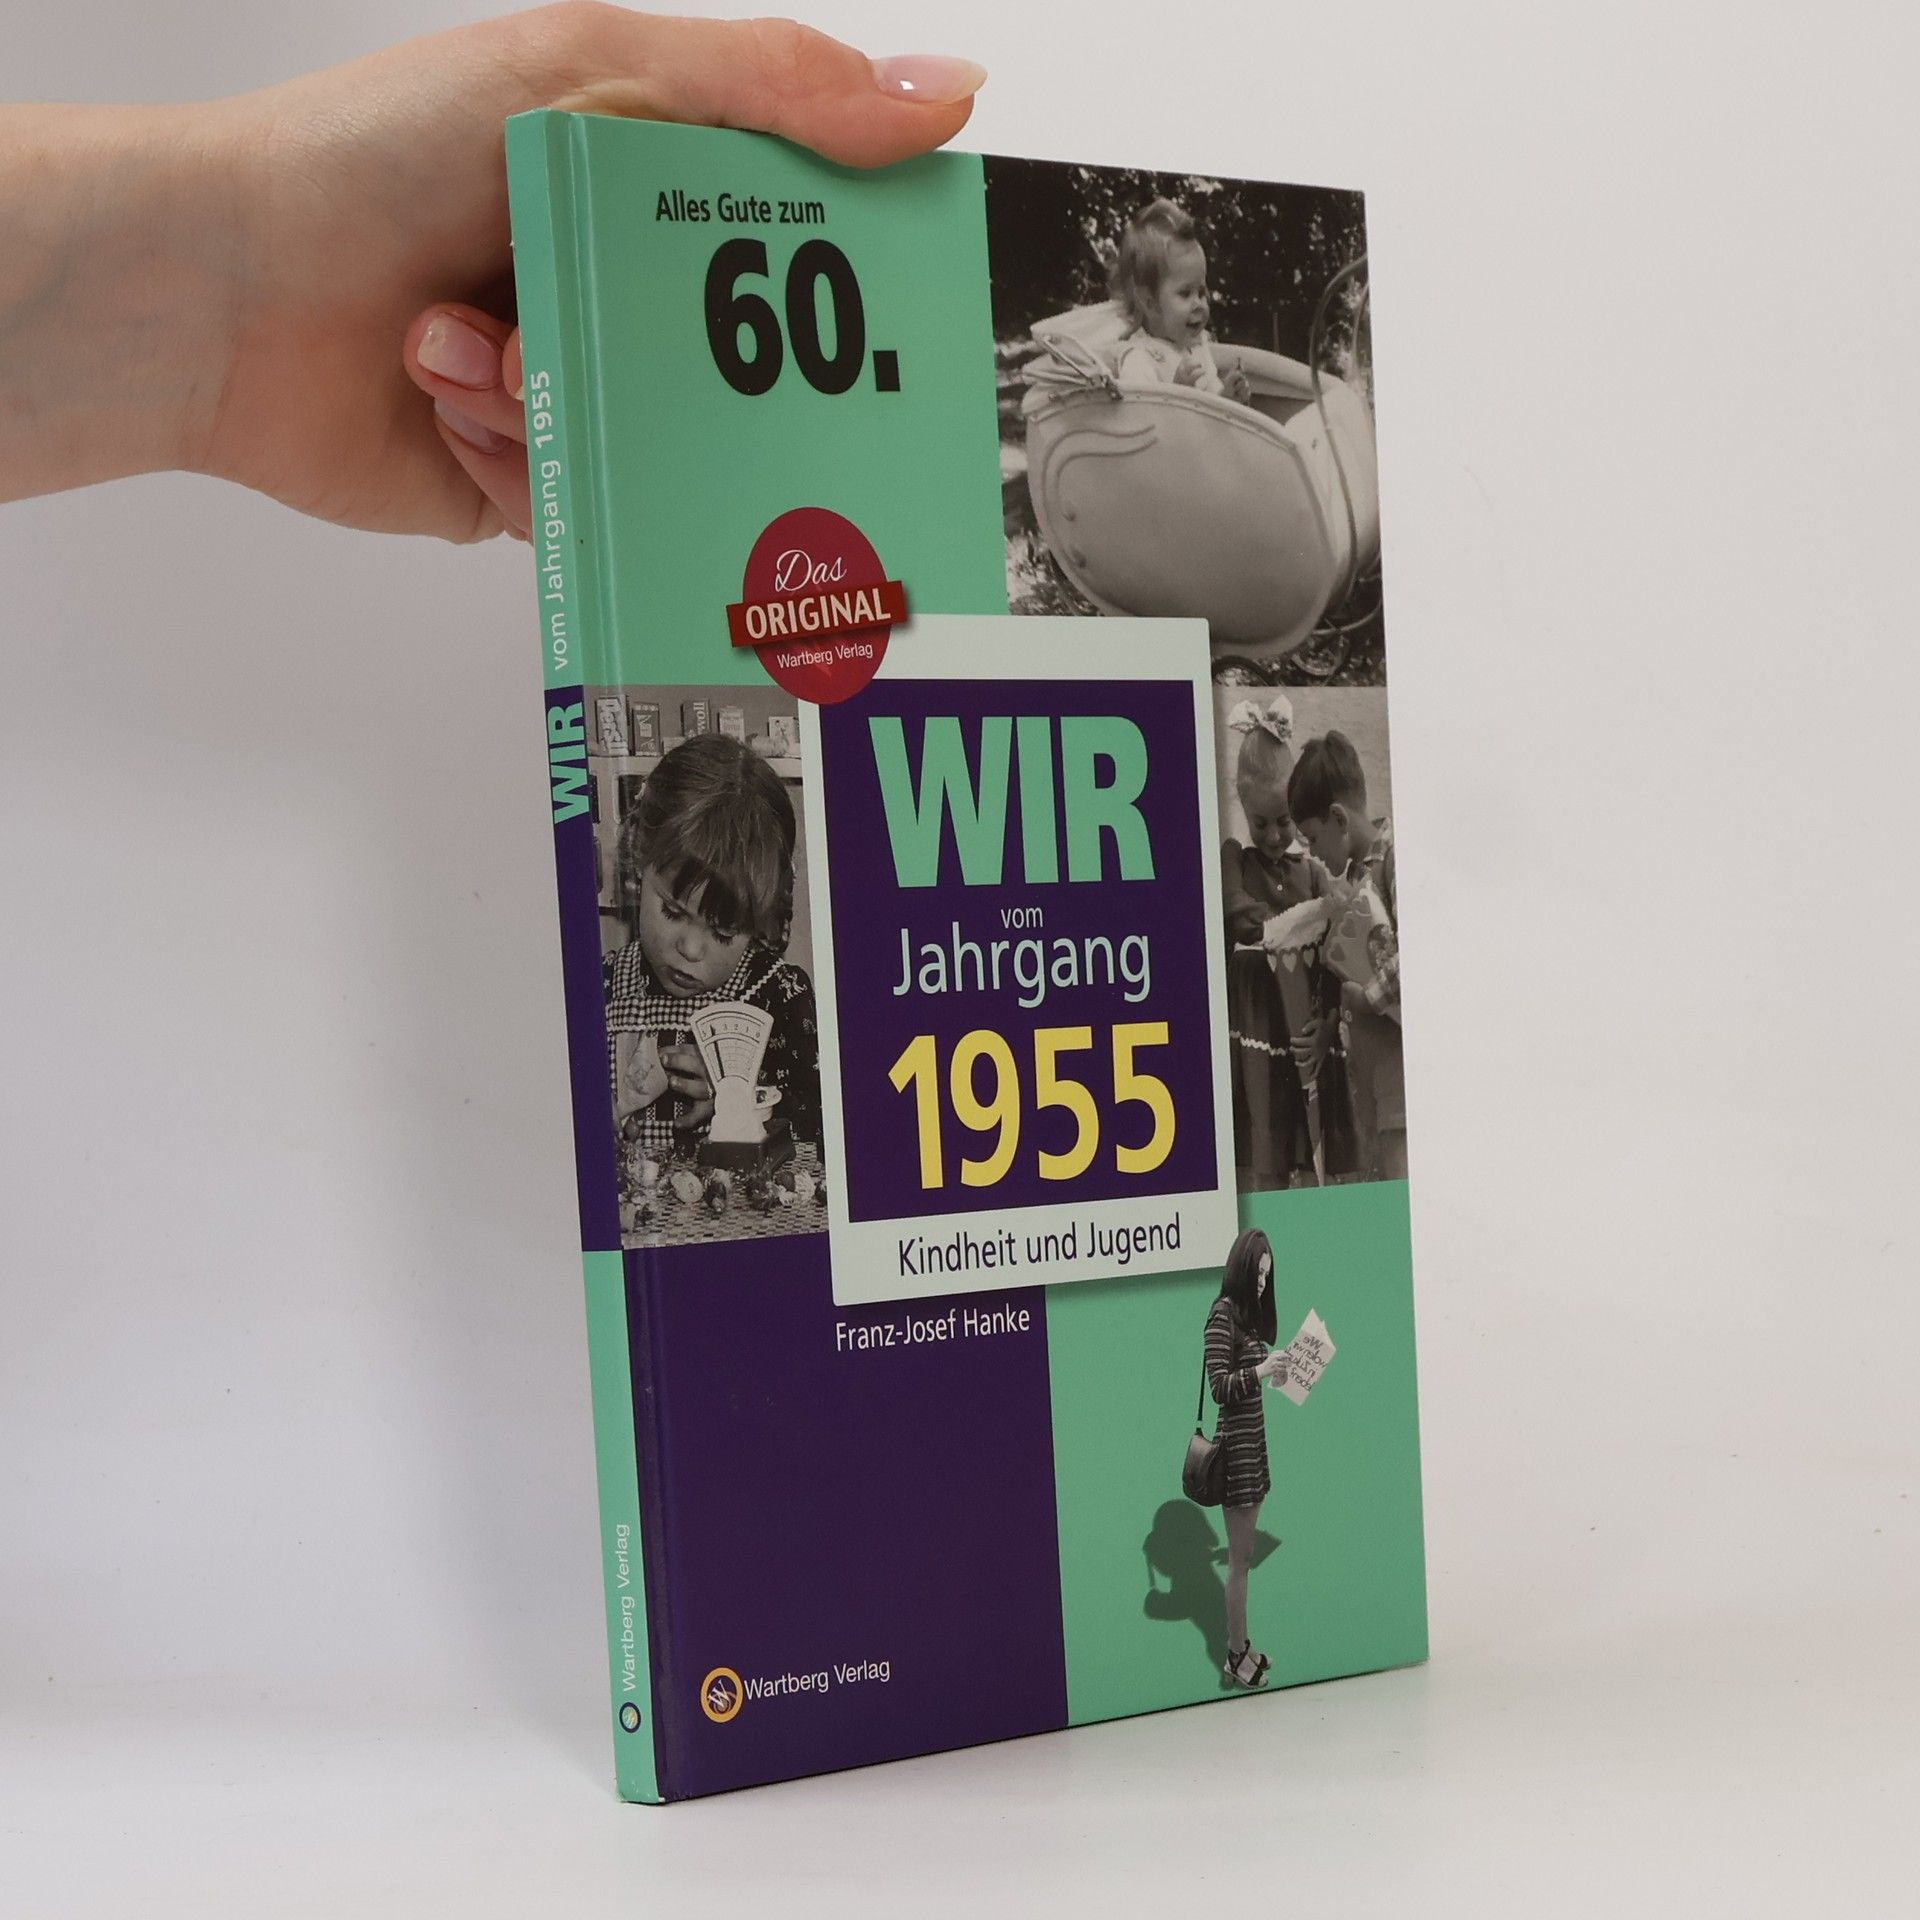 Alles Gute zum
60.
Das
ORIGINAL
Wartberg Verlag
WIR
vom
Jahrgang
1955
Kindheit und Jugend
Franz-Josef Hanke
Wartberg Verlag
WIR vom Jahrgang 1955
Wartberg Verlag
Persil